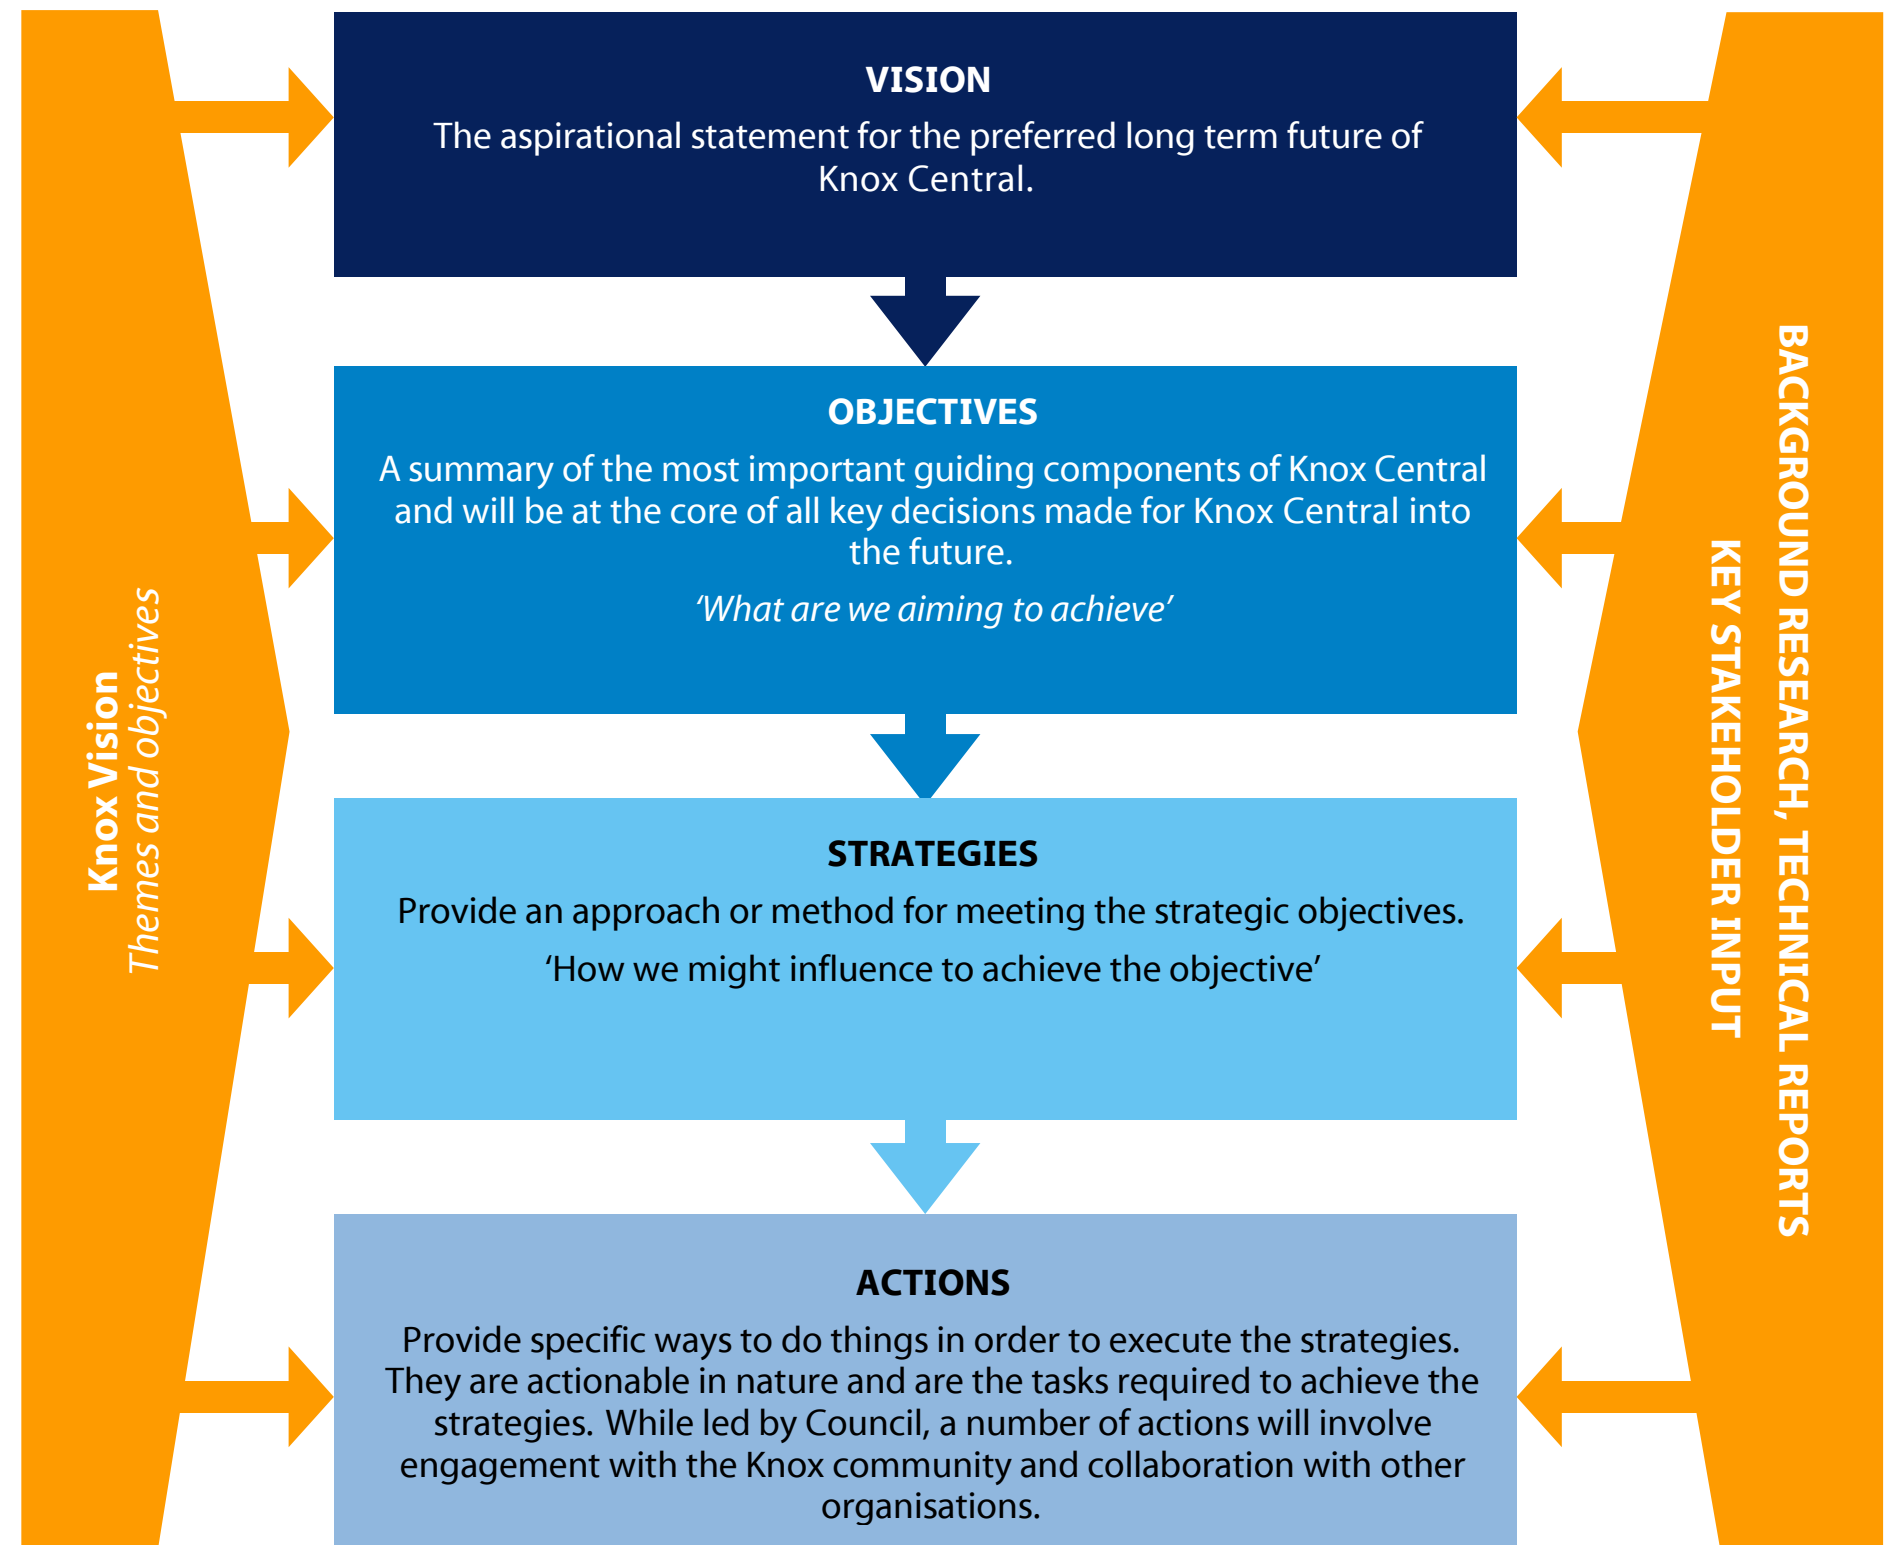 Knox Vision
Themes and objectives
VISION
The aspirational statement for the preferred long term future of
Knox Central.
OBJECTIVES
A summary of the most important guiding components of Knox Central
and will be at the core of all key decisions made for Knox Central into
the future.
‘What are we aiming to achieve’
STRATEGIES
Provide an approach or method for meeting the strategic objectives.
‘How we might influence to achieve the objective’
ACTIONS
Provide specific ways to do things in order to execute the strategies.
They are actionable in nature and are the tasks required to achieve the
strategies. While led by Council, a number of actions will involve
engagement with the Knox community and collaboration with other
organisations.
BACKGROUND RESEARCH, TECHNICAL REPORTS
KEY STAKEHOLDER INPUT